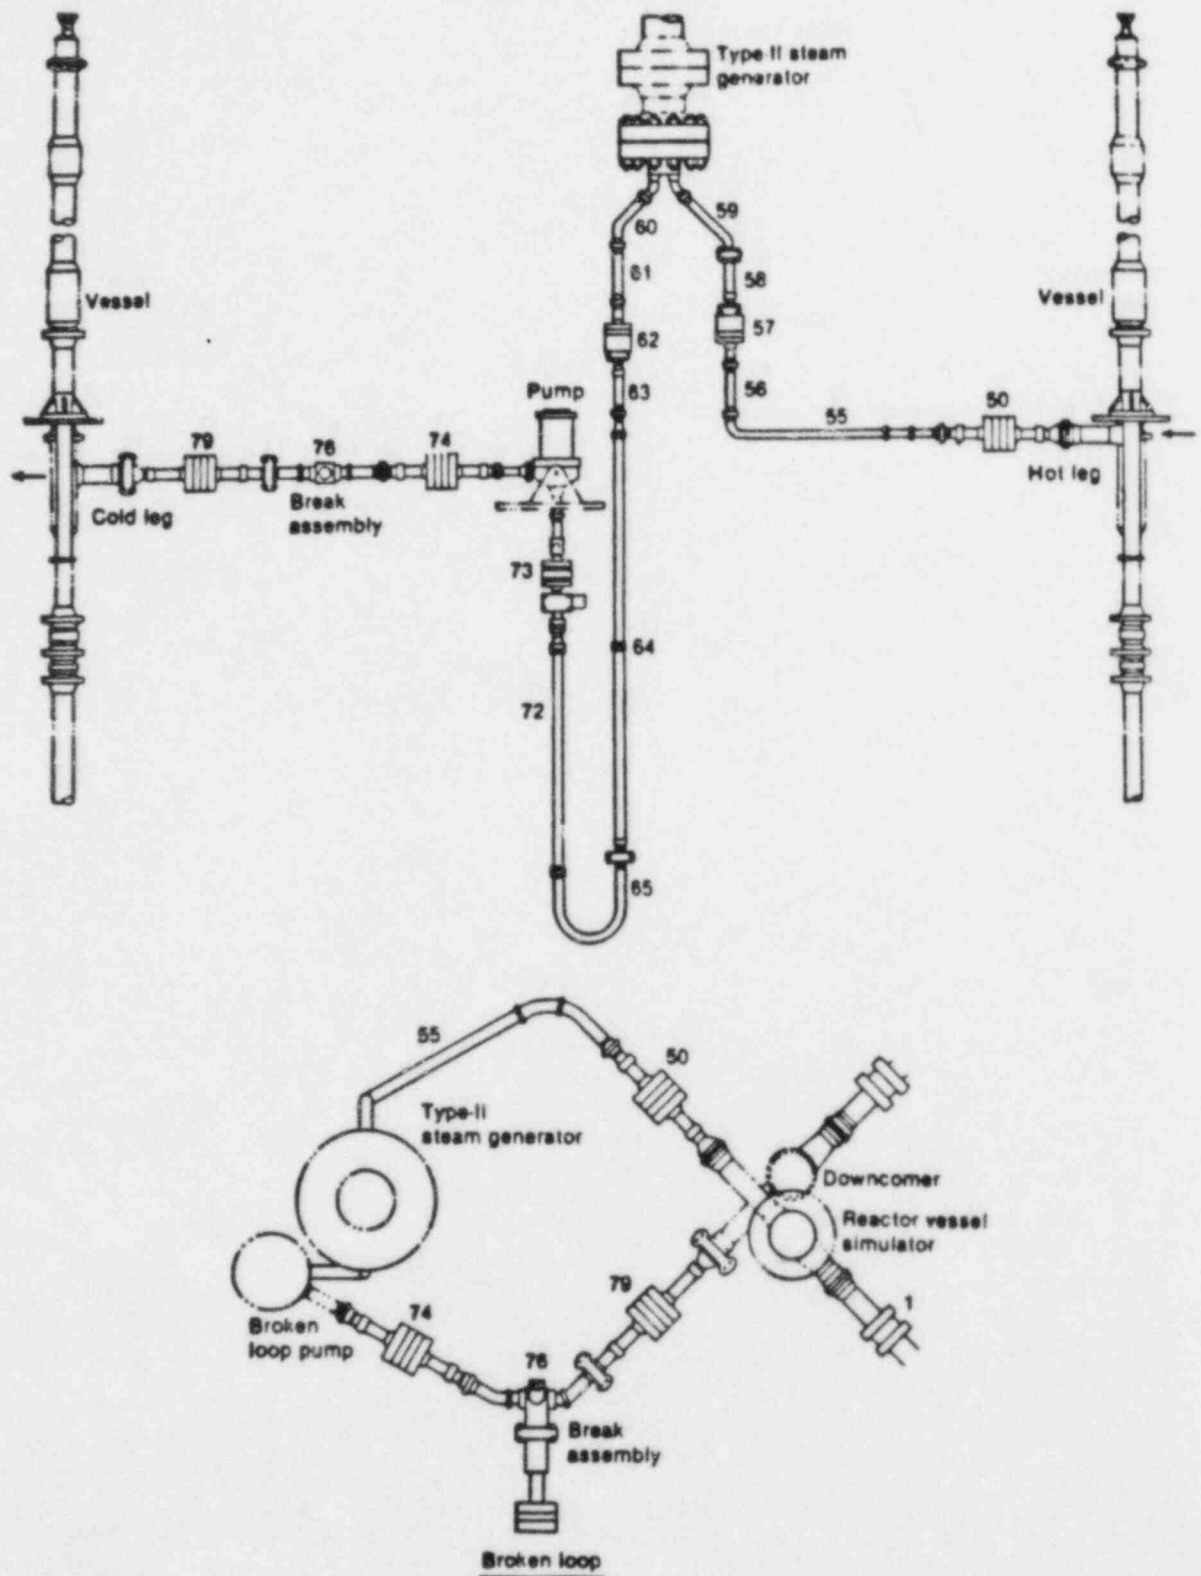 Type-II steam
generator
59
60
61
58
Vessel
62
57
Vessel
63
56
Pump
79
76
74
55
50
Cold leg
Break
assembly
Hot leg
73
64
72
65
55
50
Type-II
steam generator
Downcomer
Reactor vessel
simulator
79
1
74
Broken
loop pump
76
Break
assembly
Broken loop